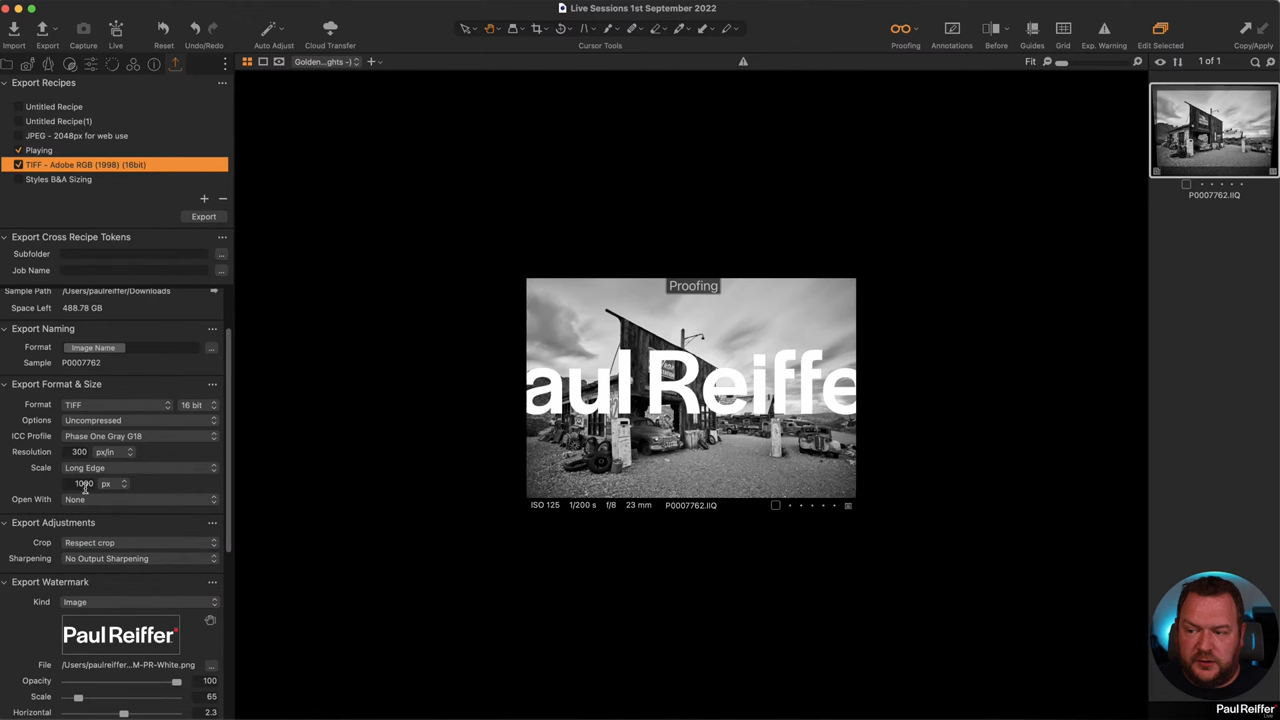 Live Sessions 1st September 2022
Import
Export
Capture
Live
Reset
Undo/Redo
Auto Adjust
Cloud Transfer
Cursor Tools
Proofing
Annotations
Before
Guides
Grid
Exp. Warning
Edit Selected
Copy/Apply
Golden...ghts -)
Fit
1 of 1
Export Recipes
Untitled Recipe
Untitled Recipe(1)
JPEG - 2048px for web use
Playing
TIFF - Adobe RGB (1998) (16bit)
Styles B&A Sizing
Export
Export Cross Recipe Tokens
Subfolder
Job Name
Sample Path /Users/paulreiffer/Downloads
Space Left 488.78 GB
Export Naming
Format Image Name
Sample P0007762
Export Format & Size
Format TIFF 16 bit
Options Uncompressed
ICC Profile Phase One Gray G18
Resolution 300 px/in
Scale Long Edge
1000 px
Open With None
Export Adjustments
Crop Respect crop
Sharpening No Output Sharpening
Export Watermark
Kind Image
Paul Reiffer
File /Users/paulreiffer...M-PR-White.png
Opacity 100
Scale 65
Horizontal 2.3
Proofing
aul Reiffe
ISO 125 1/200 s f/8 23 mm P0007762.IIQ
P0007762.IIQ
Paul Reiffer
Live